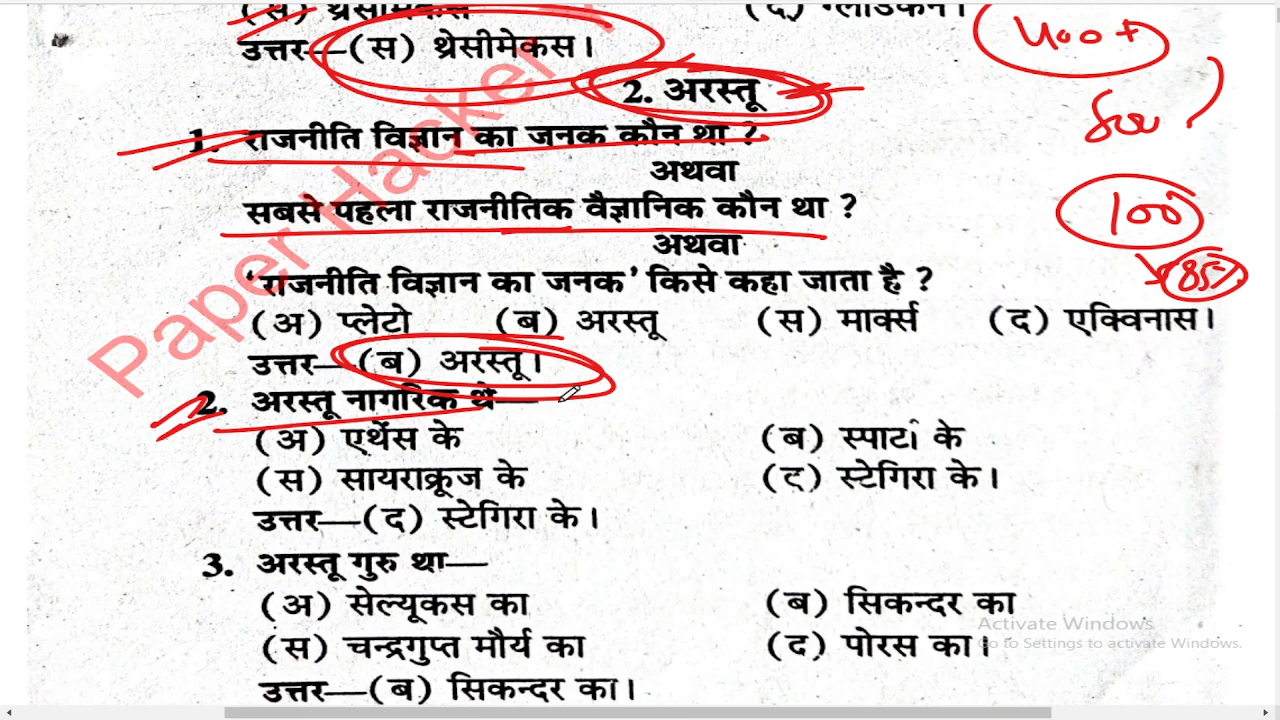 (स) थ्रेसीमेकस (द) ग्लाडकन।
उत्तर—(स) थ्रेसीमेकस।
400+
2. अरस्तू
1. राजनीति विज्ञान का जनक कौन था ?
अथवा
सबसे पहला राजनीतिक वैज्ञानिक कौन था ?
100
अथवा
85%
'राजनीति विज्ञान का जनक' किसे कहा जाता है ?
(अ) प्लेटो (ब) अरस्तू (स) मार्क्स (द) एक्विनास।
उत्तर—(ब) अरस्तू।
2. अरस्तू नागरिक थे—
(अ) एथेंस के (ब) स्पार्टा के
(स) सायराक्रूज के (द) स्टेगिरा के।
उत्तर—(द) स्टेगिरा के।
3. अरस्तू गुरु था—
(अ) सेल्यूकस का (ब) सिकन्दर का
(स) चन्द्रगुप्त मौर्य का (द) पोरस का।
उत्तर—(ब) सिकन्दर का।
Paper Hacker
Activate Windows
Go to Settings to activate Windows.